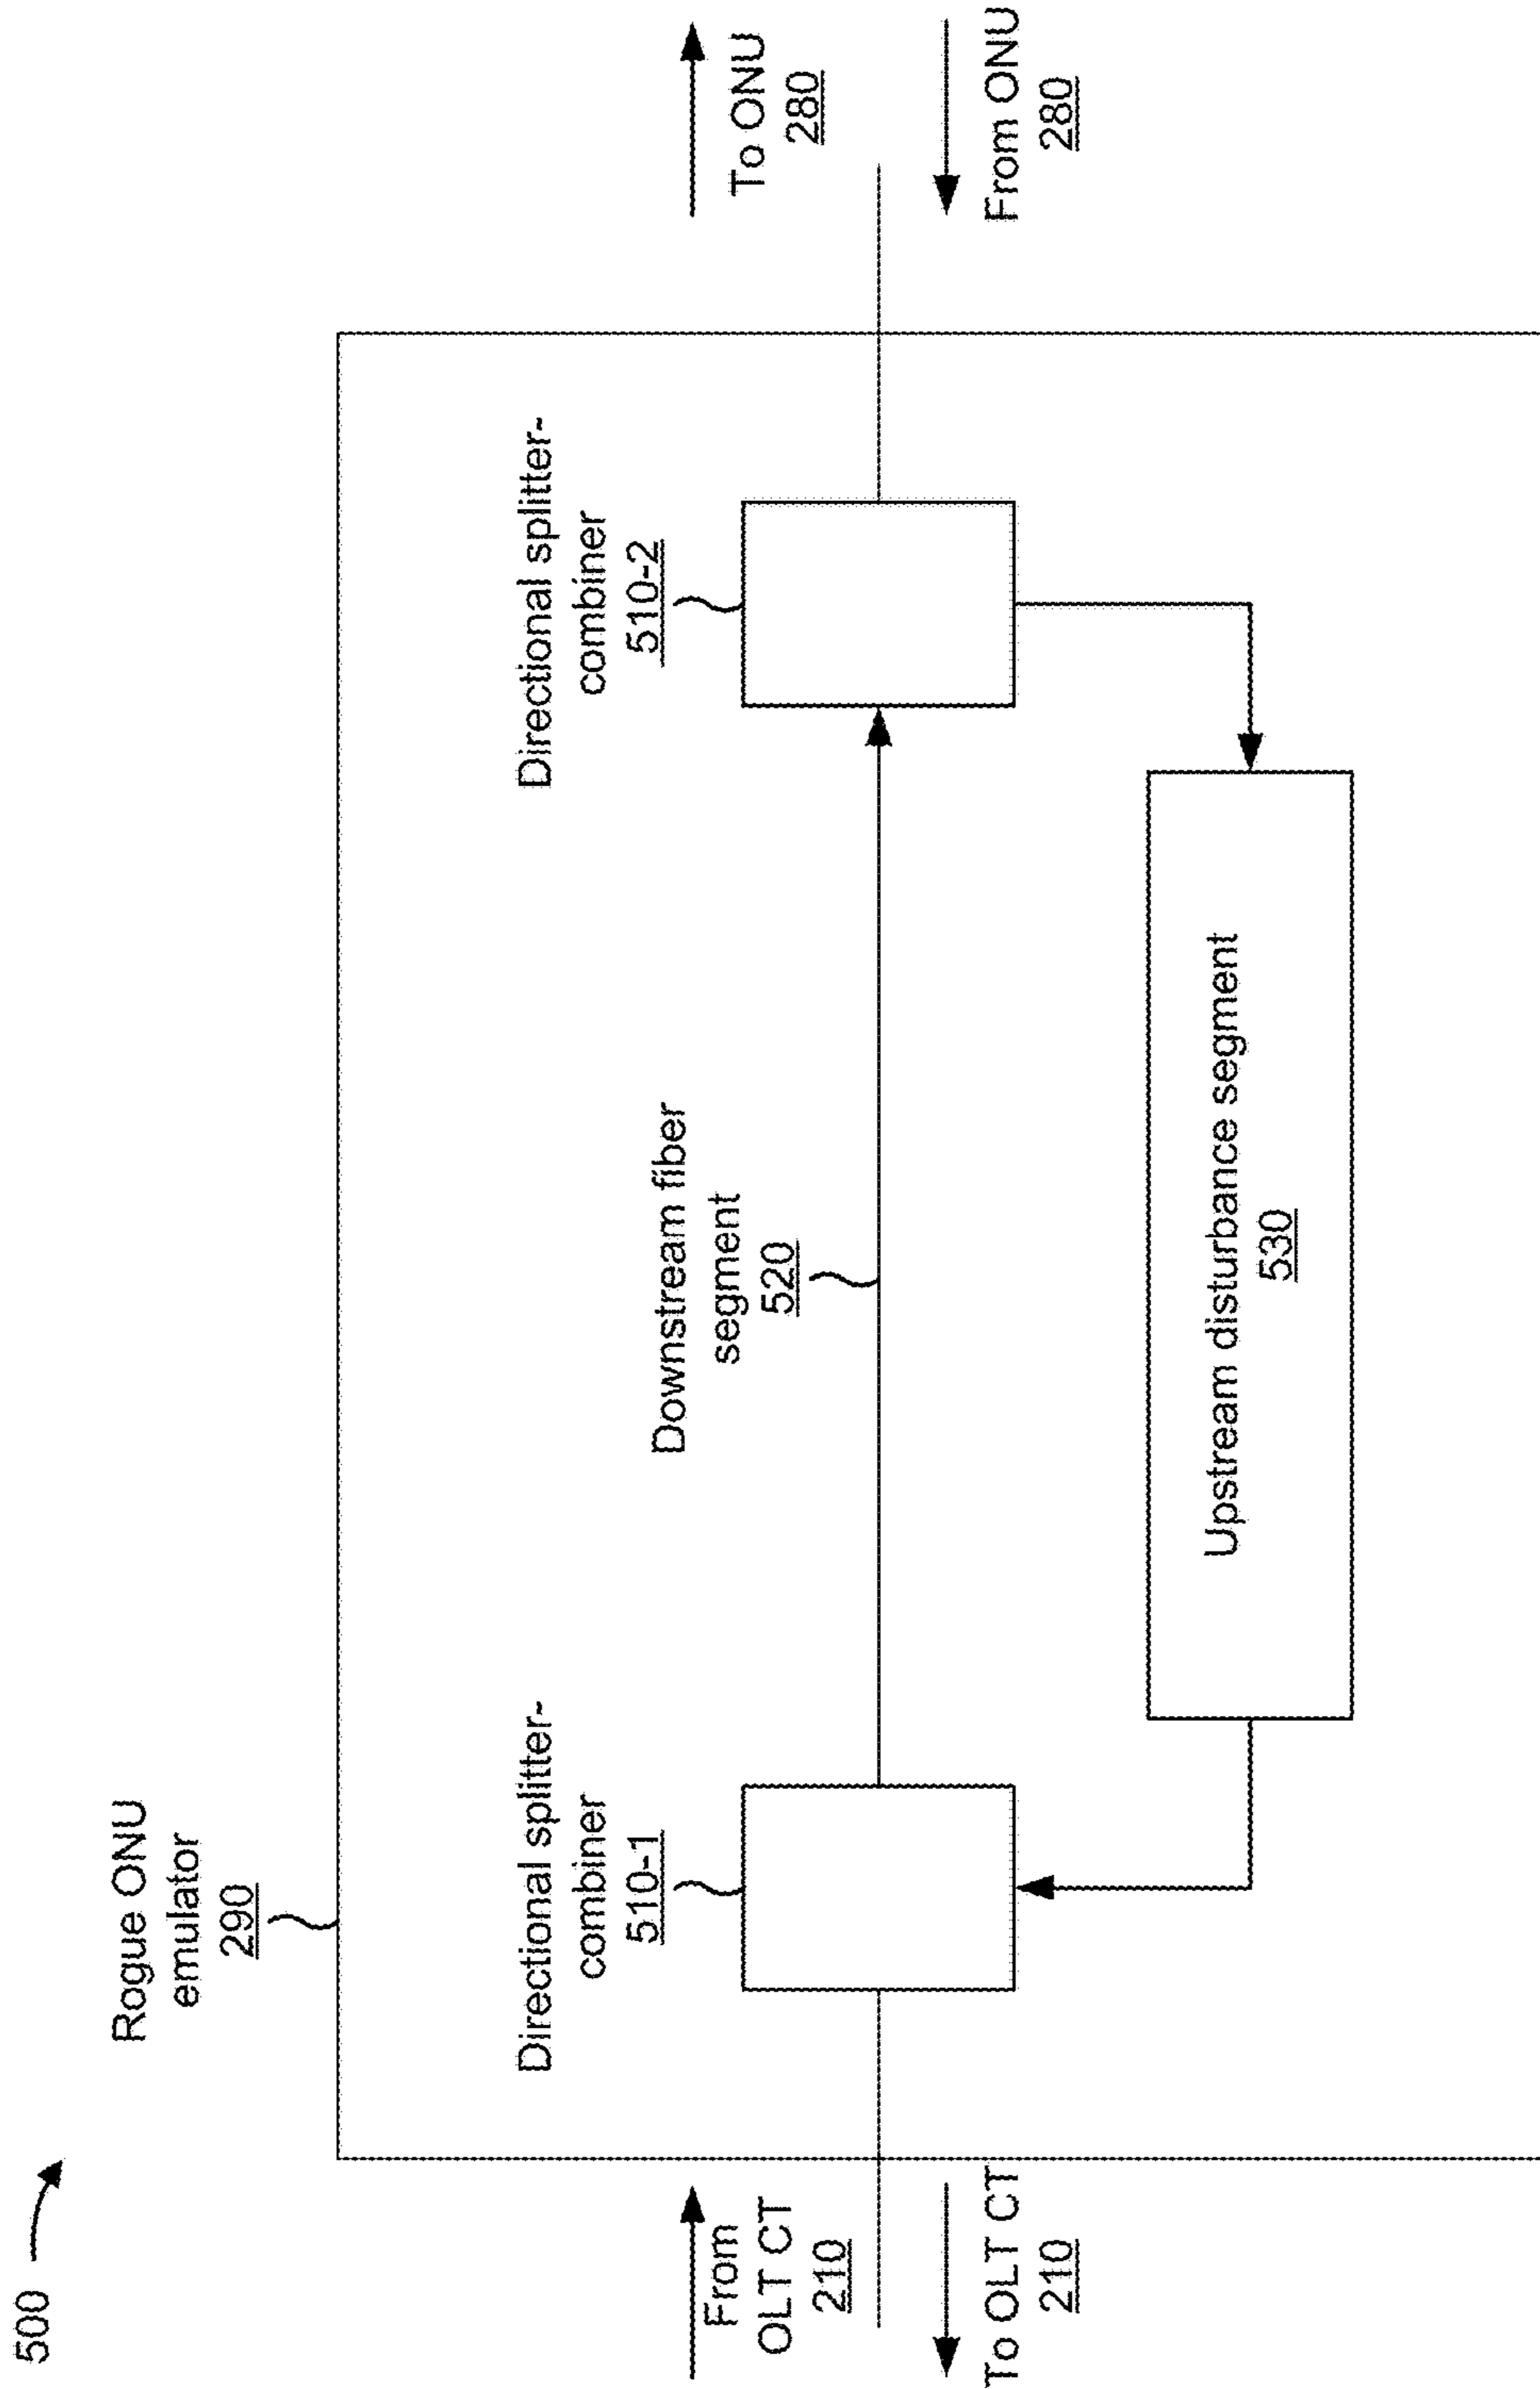 500
Rogue ONU
emulator
290
Directional splitter-
combiner
510-1
Directional splitter-
combiner
510-2
Downstream fiber
segment
520
From
OLT CT
210
To OLT CT
210
To ONU
280
From ONU
280
Upstream disturbance segment
530